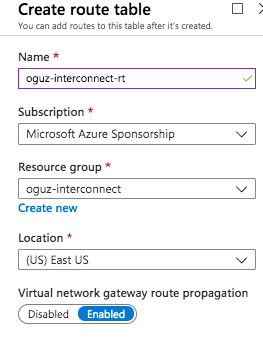 Create route table
You can add routes to this table after it's created.
Name *
oguz-interconnect-rt
Subscription *
Microsoft Azure Sponsorship
Resource group *
oguz-interconnect
Create new
Location *
(US) East US
Virtual network gateway route propagation
Disabled Enabled